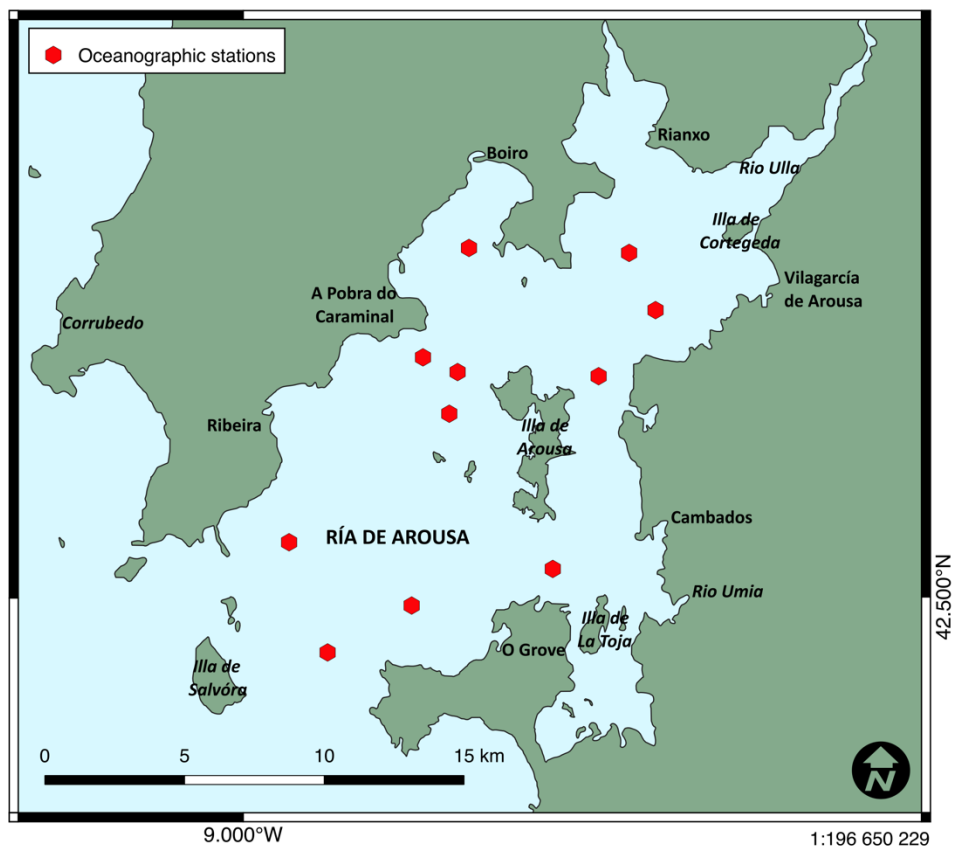 Oceanographic stations
Rianxo
Boiro
Rio Ulla
Illa de
Cortegeda
Vilagarcía
de Arousa
A Pobra do
Caraminal
Corrubedo
Ribeira
Illa de
Arousa
Cambados
RÍA DE AROUSA
Rio Umia
42.500°N
Illa de
La Toja
O Grove
Illa de
Salvóra
0 5 10 15 km
N
9.000°W
1:196 650 229